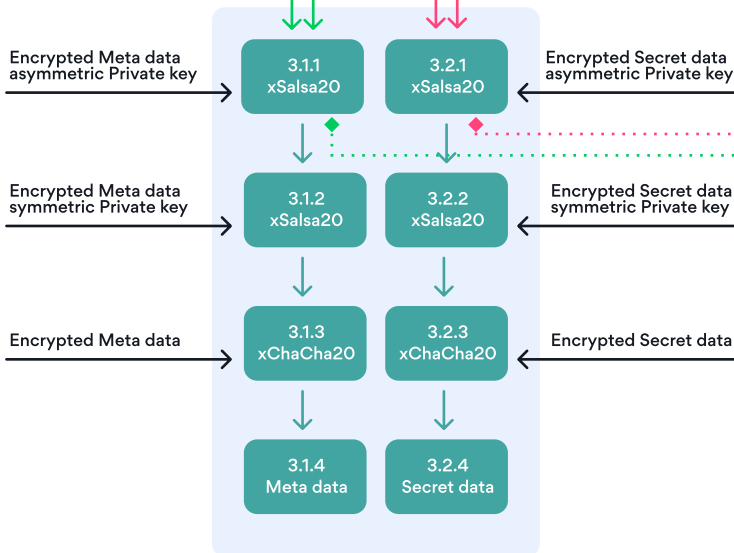 Encrypted Meta data
asymmetric Private key
3.1.1
xSalsa20
3.2.1
xSalsa20
Encrypted Secret data
asymmetric Private key
Encrypted Meta data
symmetric Private key
3.1.2
xSalsa20
3.2.2
xSalsa20
Encrypted Secret data
symmetric Private key
Encrypted Meta data
3.1.3
xChaCha20
3.2.3
xChaCha20
Encrypted Secret data
3.1.4
Meta data
3.2.4
Secret data